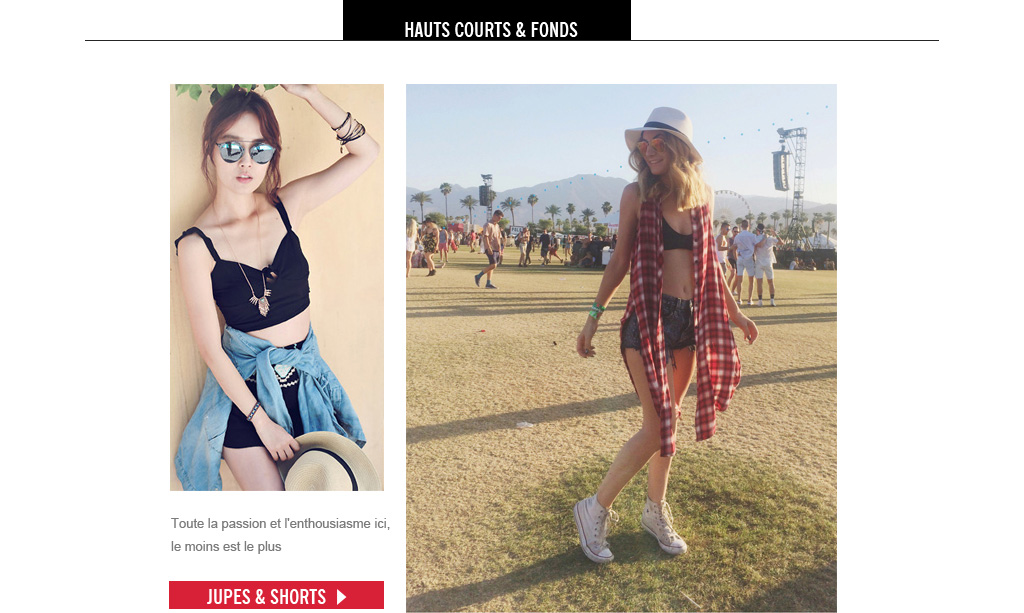 HAUTS COURTS & FONDS
Toute la passion et l'enthousiasme ici,
le moins est le plus
JUPES & SHORTS